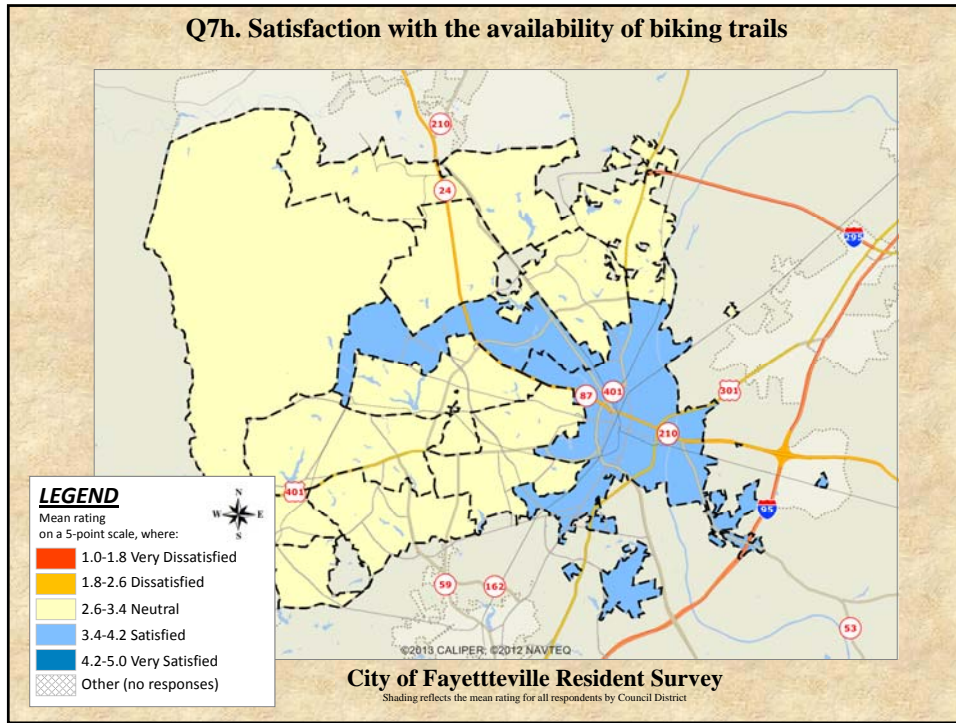 Q7h. Satisfaction with the availability of biking trails
210
24
295
87
401
301
210
401
95
59
162
53
LEGEND
Mean rating
on a 5-point scale, where:
N
W E
S
1.0-1.8 Very Dissatisfied
1.8-2.6 Dissatisfied
2.6-3.4 Neutral
3.4-4.2 Satisfied
4.2-5.0 Very Satisfied
Other (no responses)
©2013 CALIPER; ©2012 NAVTEQ
City of Fayettteville Resident Survey
Shading reflects the mean rating for all respondents by Council District